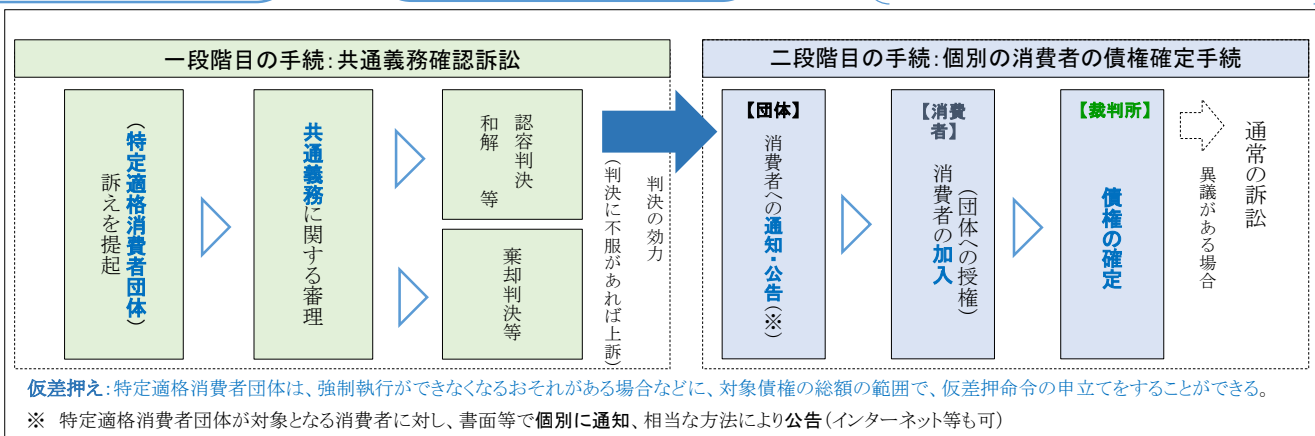 一段階目の手続:共通義務確認訴訟
(特定適格消費者団体)
訴えを提起
共通義務に関する審理
認容判決
和解 等
棄却判決等
判決の効力
(判決に不服があれば上訴)
二段階目の手続:個別の消費者の債権確定手続
【団体】
消費者への通知・公告(※)
【消費
者】
(団体への授権)
消費者の加入
【裁判所】
債権の確定
通常の訴訟
異議がある場合
仮差押え:特定適格消費者団体は、強制執行ができなくなるおそれがある場合などに、対象債権の総額の範囲で、仮差押命令の申立てをすることができる。
※ 特定適格消費者団体が対象となる消費者に対し、書面等で個別に通知、相当な方法により公告(インターネット等も可)